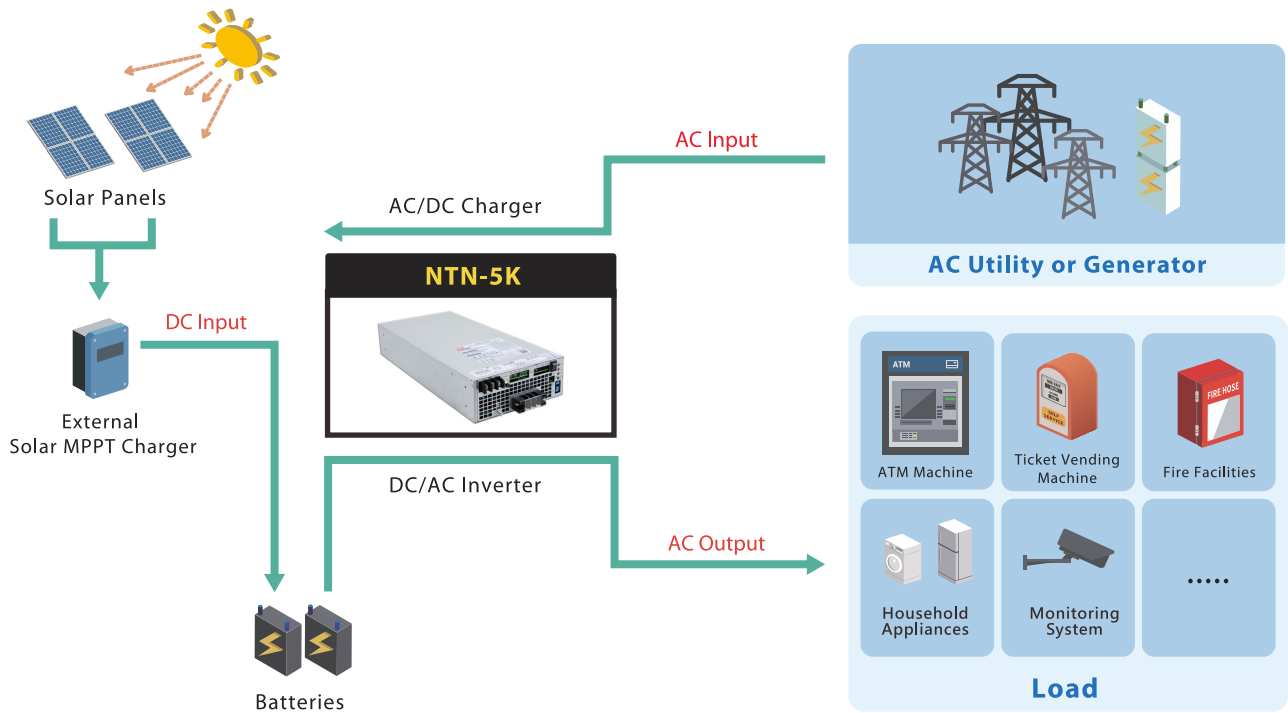 Solar Panels
External
Solar MPPT Charger
DC Input
Batteries
AC Input
AC/DC Charger
NTN-5K
DC/AC Inverter
AC Output
AC Utility or Generator
ATM
ATM Machine
SELF
SERVICE
Ticket Vending
Machine
FIRE HOSE
Fire Facilities
Household
Appliances
Monitoring
System
.....
Load